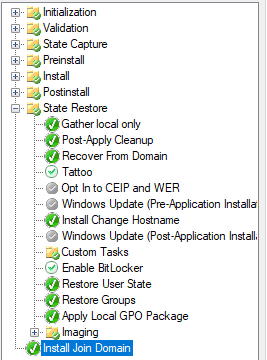 Initialization
Validation
State Capture
Preinstall
Install
Postinstall
State Restore
Gather local only
Post-Apply Cleanup
Recover From Domain
Tattoo
Opt In to CEIP and WER
Windows Update (Pre-Application Installa
Install Change Hostname
Windows Update (Post-Application Install
Custom Tasks
Enable BitLocker
Restore User State
Restore Groups
Apply Local GPO Package
Imaging
Install Join Domain